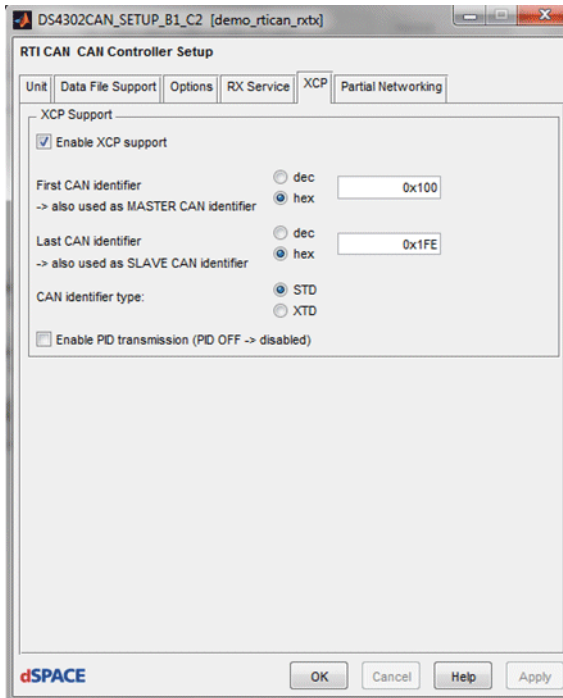 DS4302CAN_SETUP_B1_C2 [demo_rtican_rxtx]
RTI CAN CAN Controller Setup
Unit Data File Support Options RX Service XCP Partial Networking
XCP Support
Enable XCP support
dec
First CAN identifier
hex 0x100
-> also used as MASTER CAN identifier
dec
Last CAN identifier
hex 0x1FE
-> also used as SLAVE CAN identifier
STD
CAN identifier type:
XTD
Enable PID transmission (PID OFF -> disabled)
dSPACE OK Cancel Help Apply